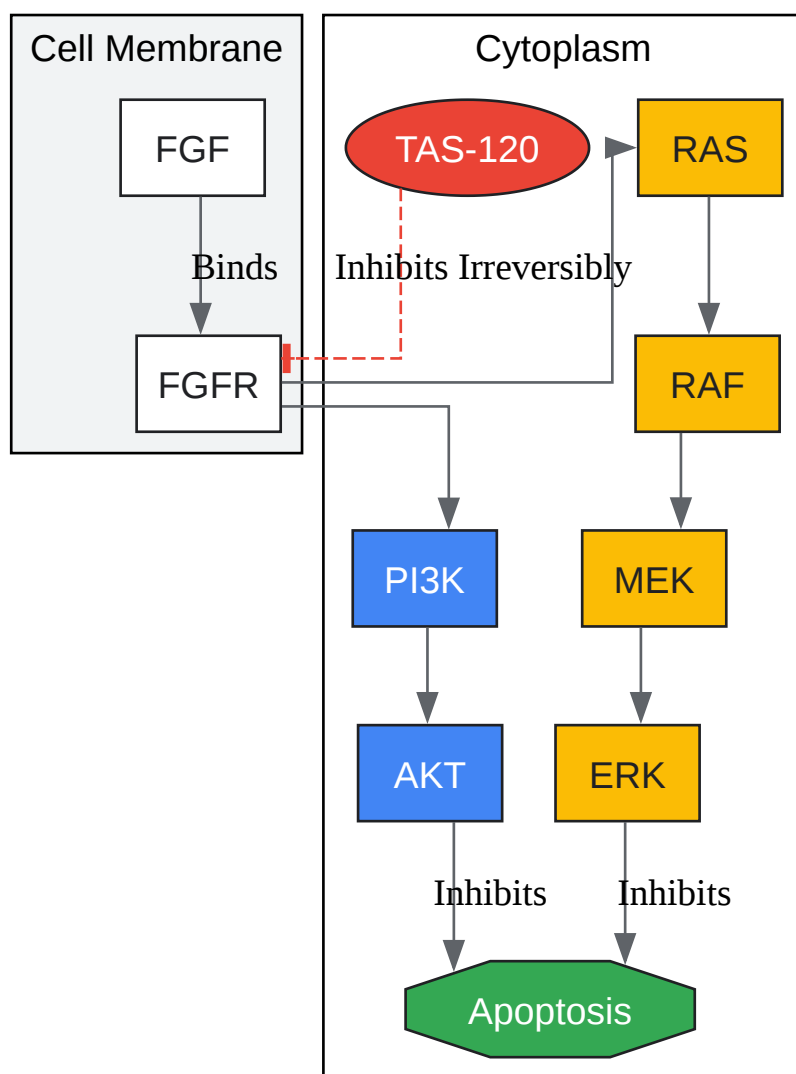 Cell Membrane
Cytoplasm
FGF
TAS-120
RAS
Binds
Inhibits Irreversibly
FGFR
RAF
PI3K
MEK
AKT
ERK
Inhibits
Inhibits
Apoptosis